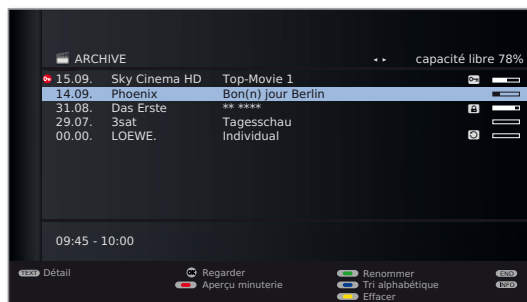 ARCHIVE capacité libre 78%
15.09. Sky Cinema HD Top-Movie 1
14.09. Phoenix Bon(n) jour Berlin
31.08. Das Erste ** ****
29.07. 3sat Tagesschau
00.00. LOEWE. Individual
09:45 - 10:00
TEXT Détail OK Regarder Renommer END
Aperçu minuterie Tri alphabétique INFO
Effacer